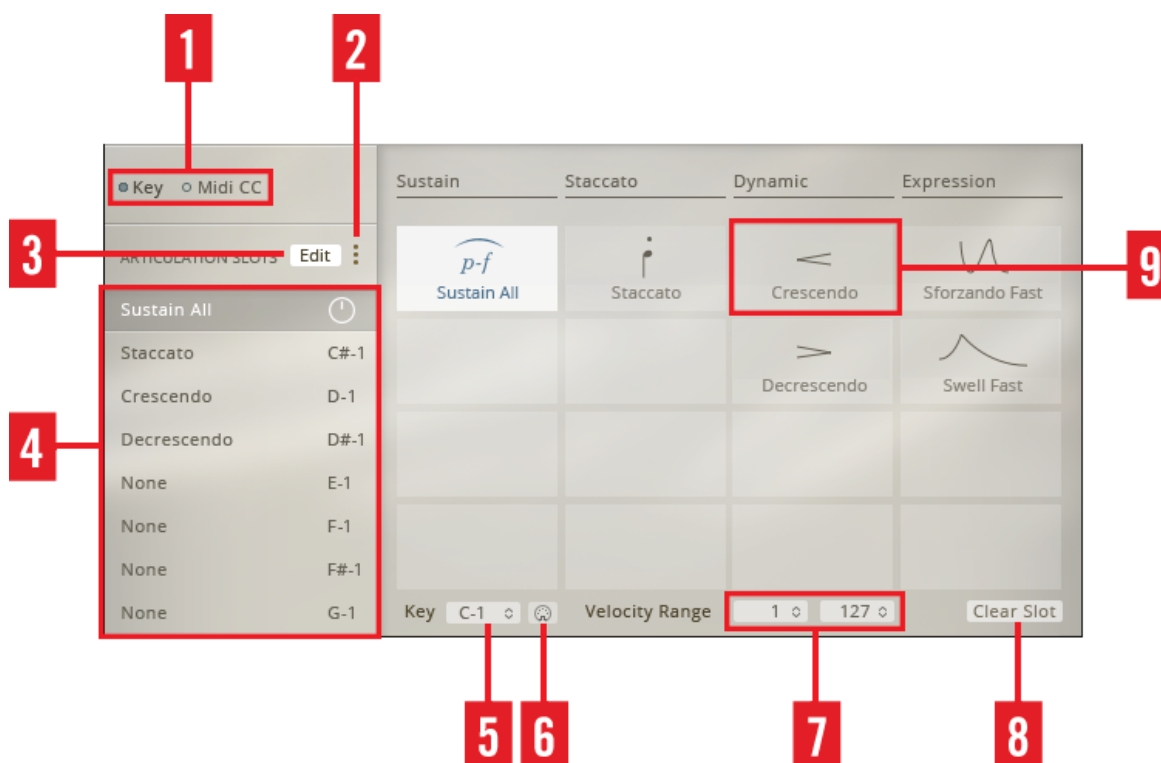 1 2
Key Midi CC
Sustain Staccato Dynamic Expression
3 ARTICULATION SLOTS Edit
9
p-f
Sustain All Staccato Crescendo Sforzando Fast
Sustain All
Staccato C#-1
Decrescendo Swell Fast
Crescendo D-1
4
Decrescendo D#-1
None E-1
None F-1
None F#-1
None G-1
Key C-1 Velocity Range 1 127 Clear Slot
5 6 7 8